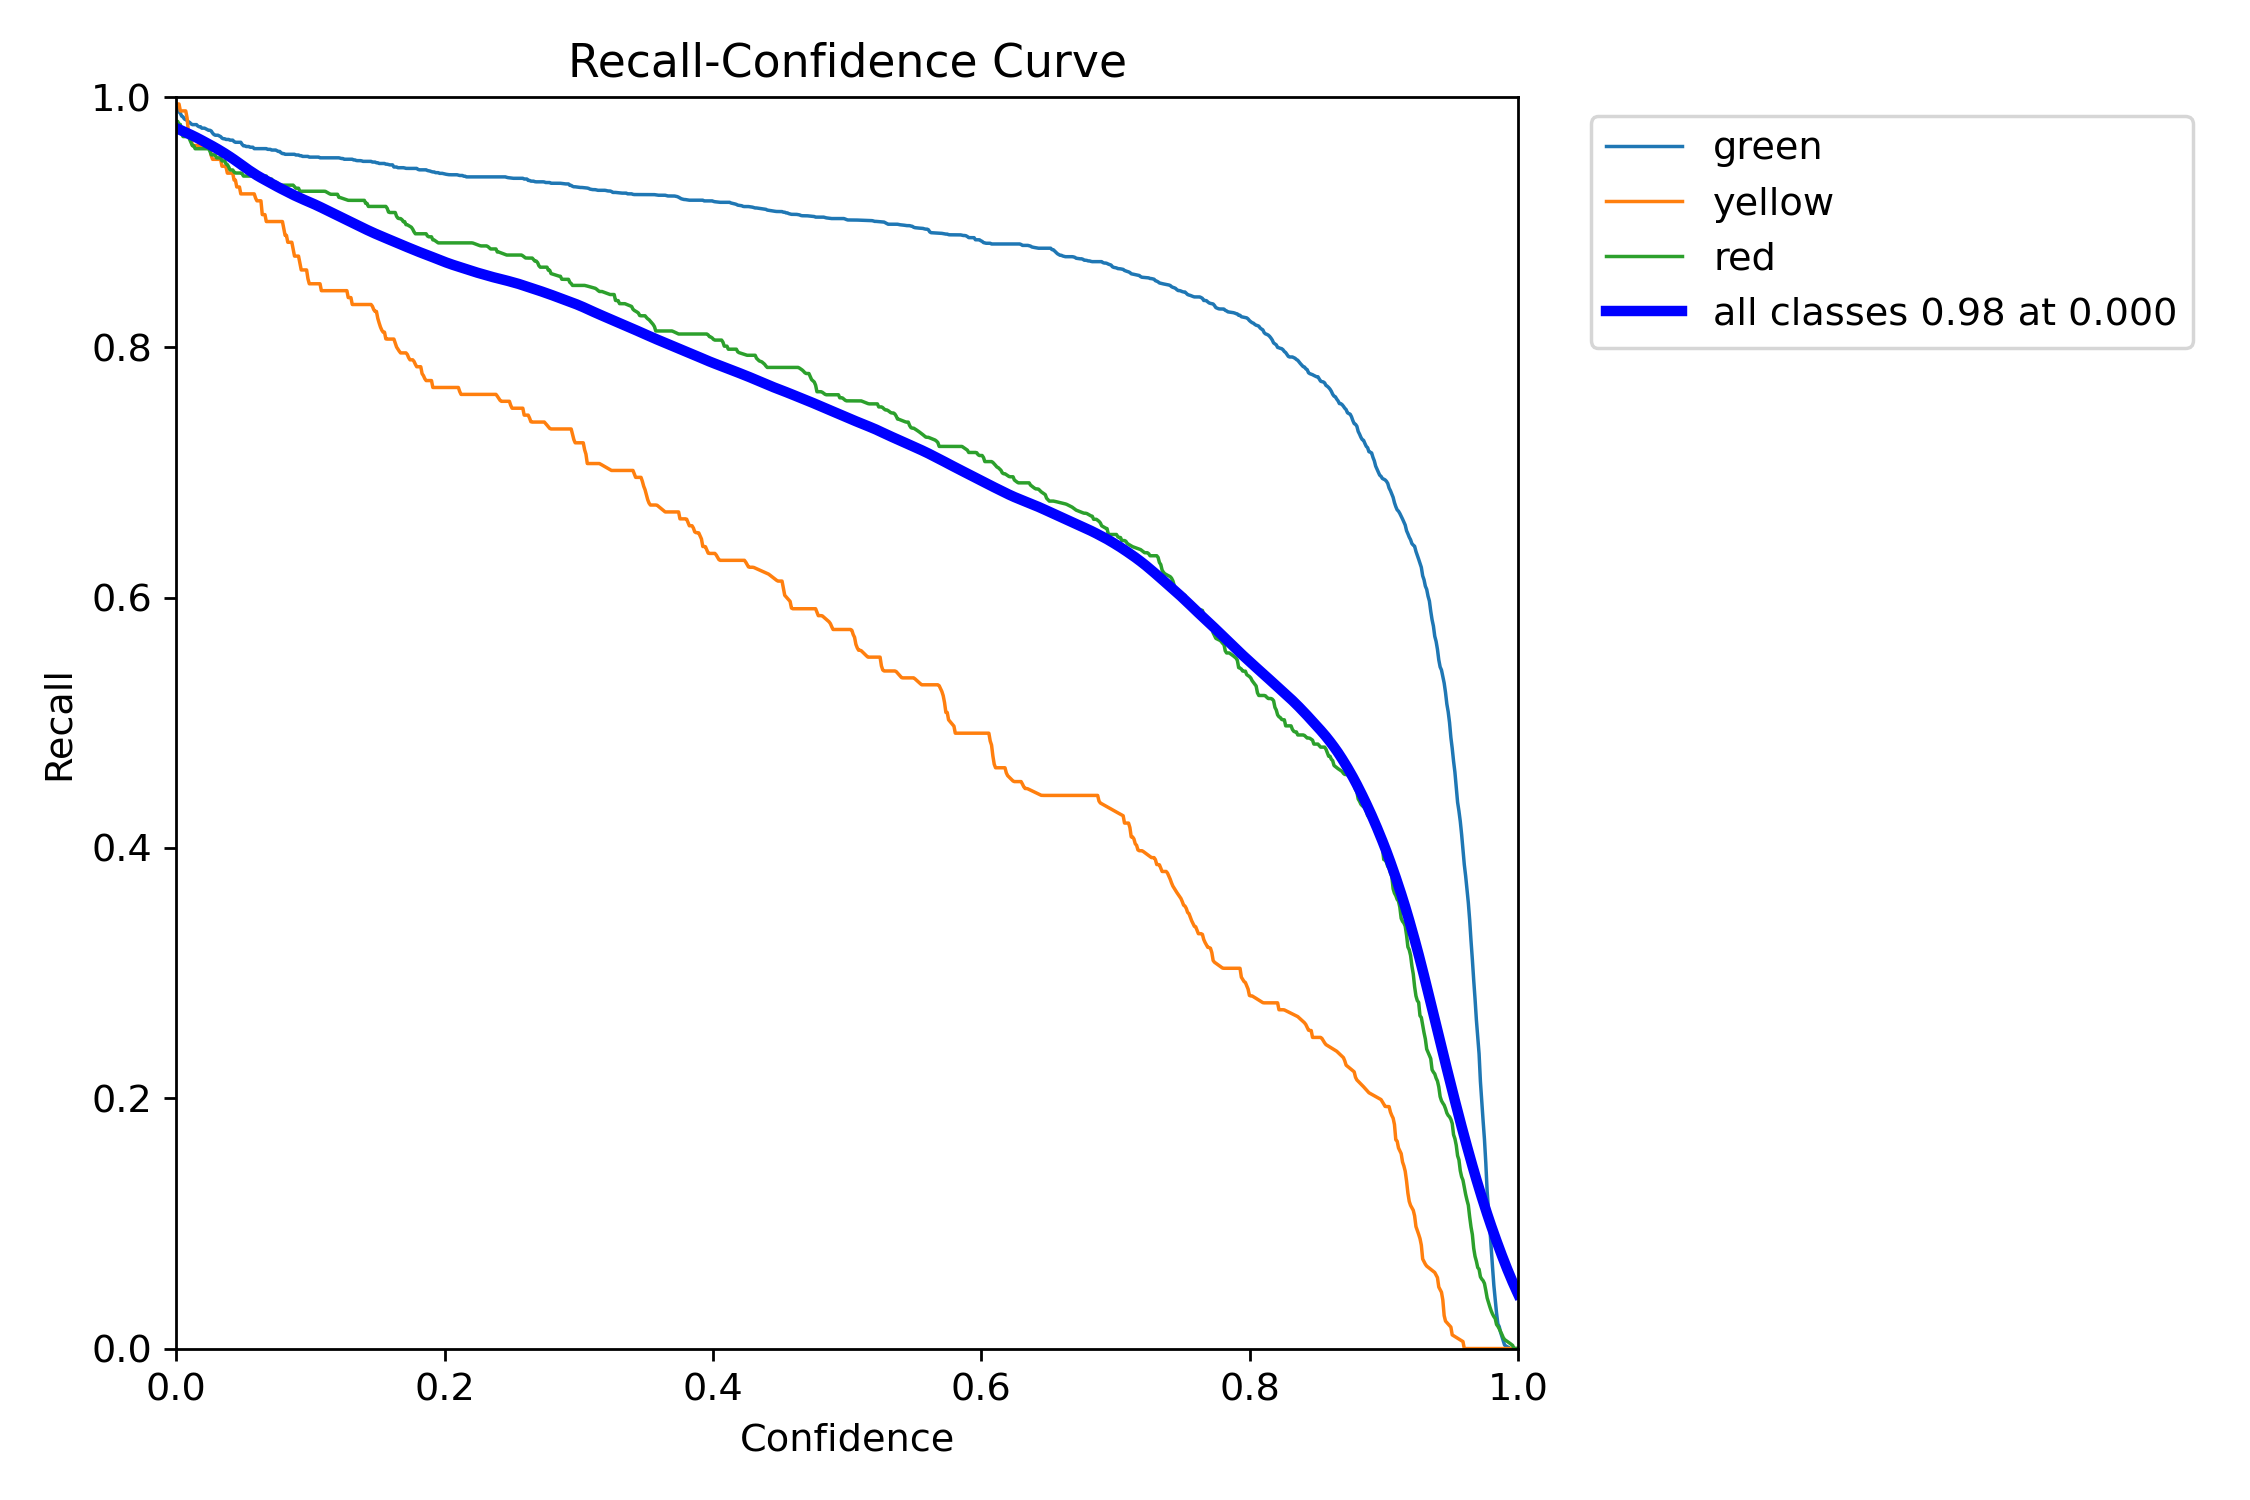 Recall-Confidence Curve
1.0
0.8
0.6
0.4
0.2
0.0
Recall
0.0 0.2 0.4 0.6 0.8 1.0
Confidence
green
yellow
red
all classes 0.98 at 0.000